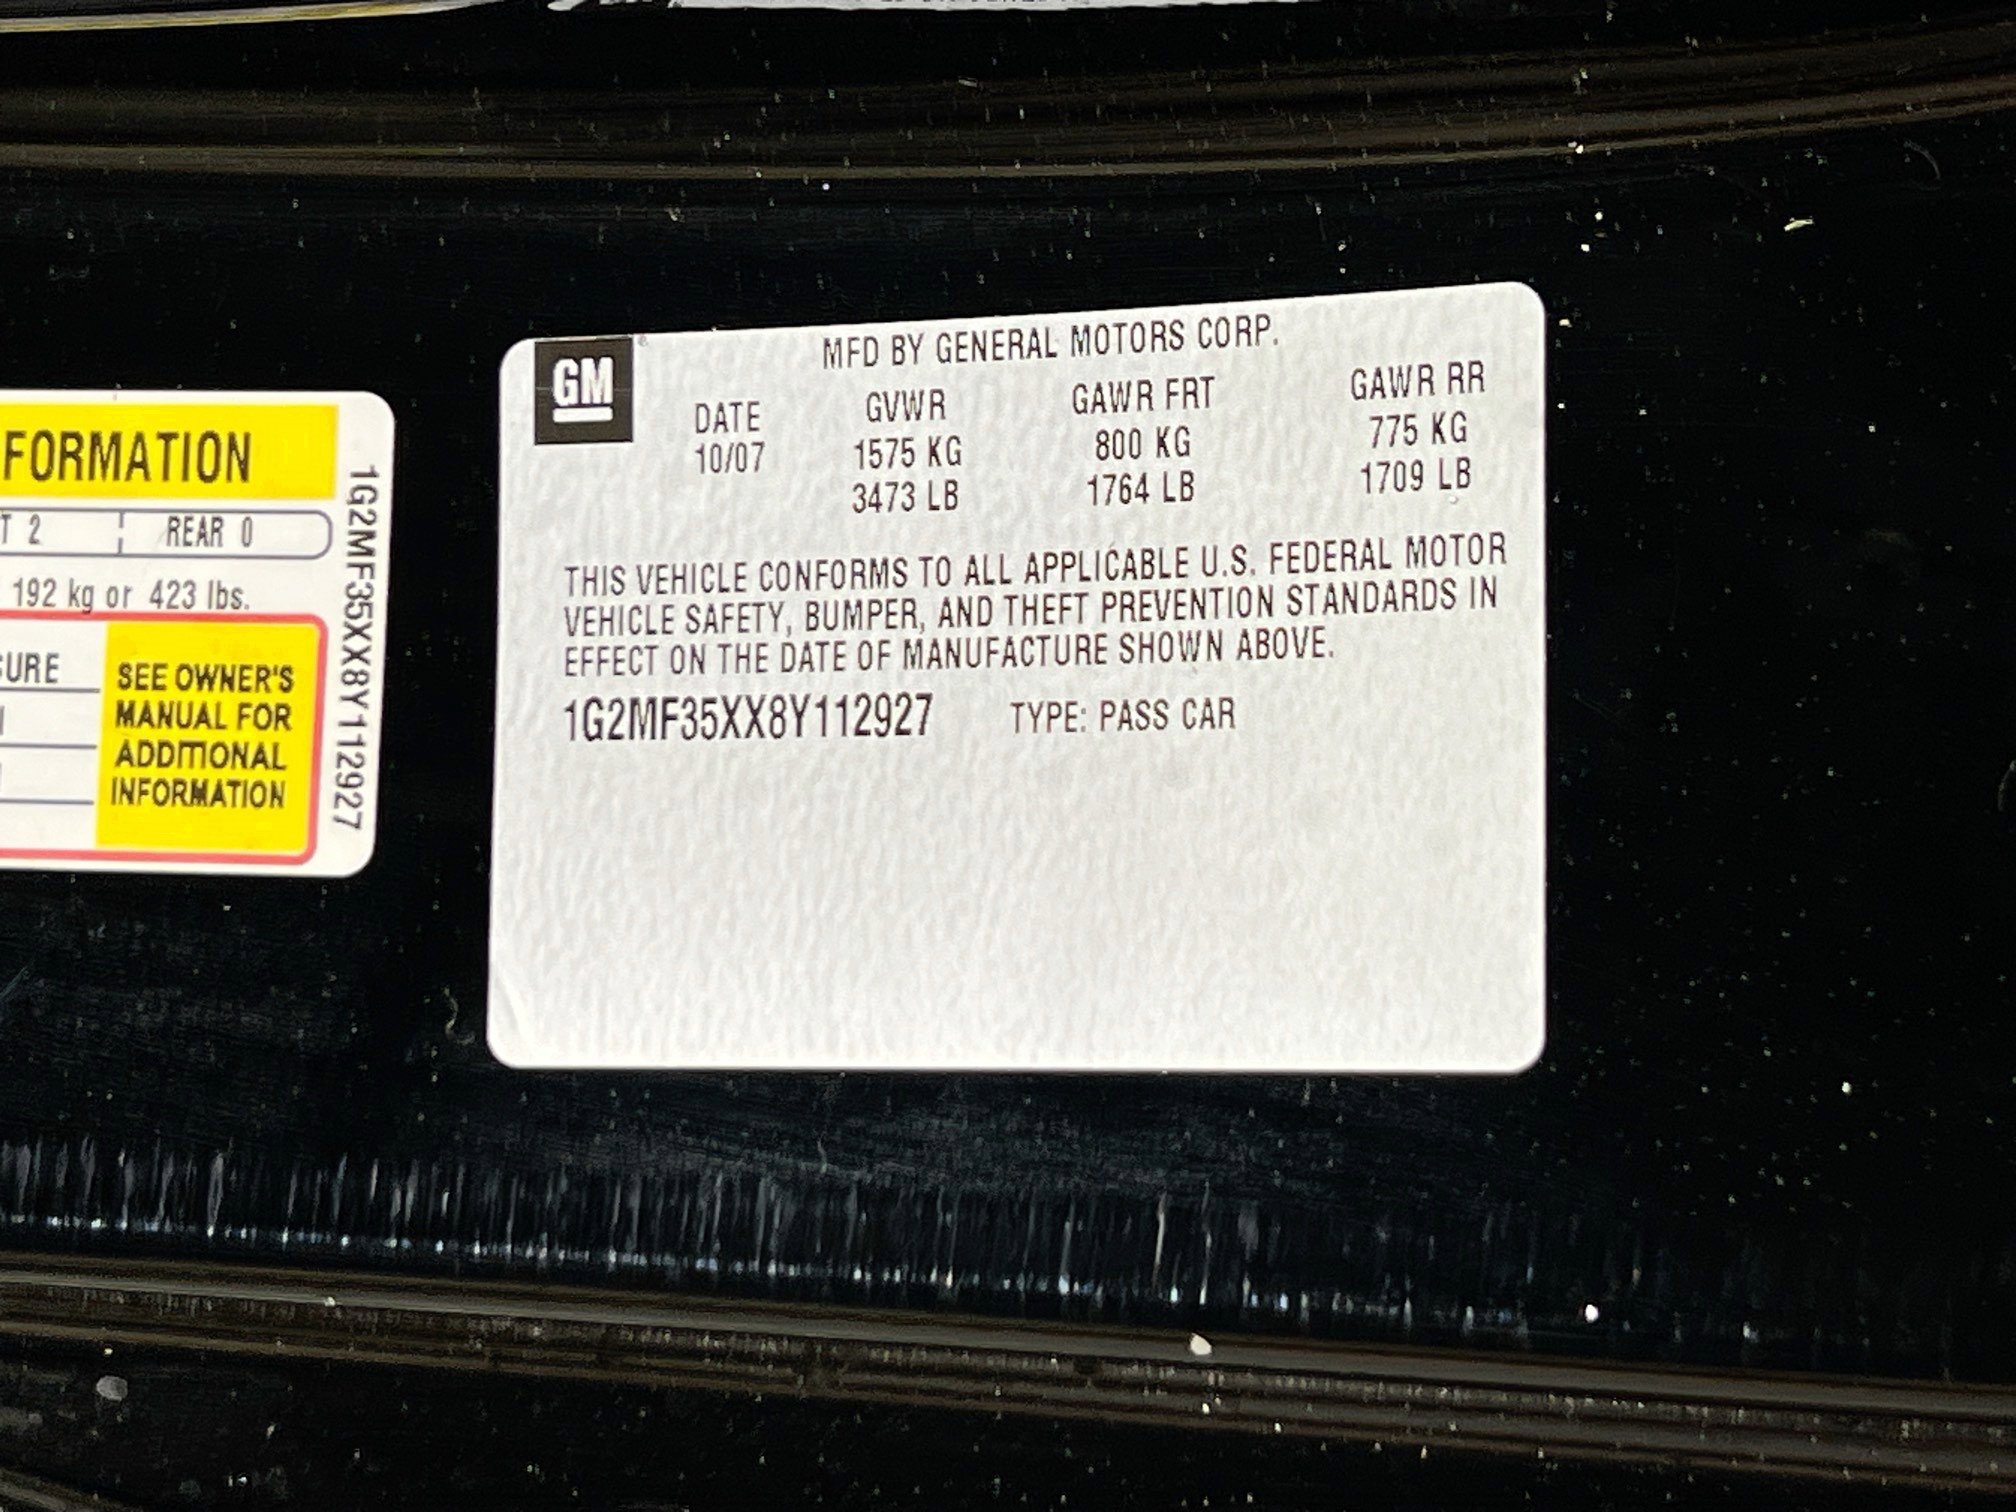 FORMATION
T 2 REAR 0
192 kg or 423 lbs.
SURE
SEE OWNER'S
MANUAL FOR
ADDITIONAL
INFORMATION
1G2MF35XX8Y112927
GM
MFD BY GENERAL MOTORS CORP.
DATE GVWR GAWR FRT GAWR RR
10/07 1575 KG 800 KG 775 KG
3473 LB 1764 LB 1709 LB
THIS VEHICLE CONFORMS TO ALL APPLICABLE U.S. FEDERAL MOTOR
VEHICLE SAFETY, BUMPER, AND THEFT PREVENTION STANDARDS IN
EFFECT ON THE DATE OF MANUFACTURE SHOWN ABOVE.
1G2MF35XX8Y112927 TYPE: PASS CAR